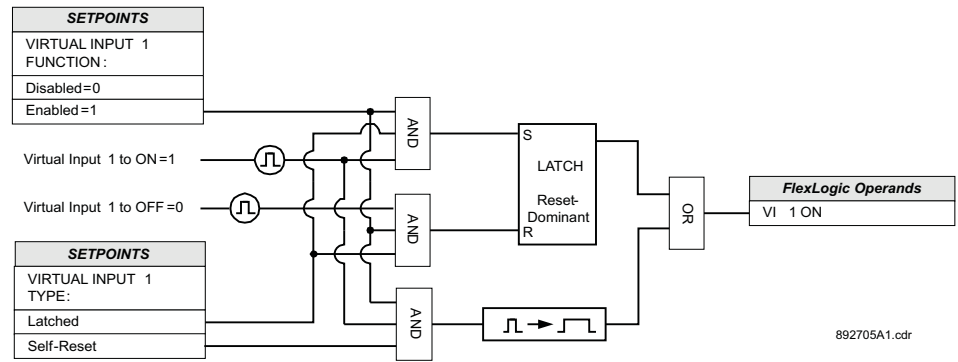 SETPOINTS
VIRTUAL INPUT 1
FUNCTION:
Disabled=0
Enabled=1
Virtual Input 1 to ON=1
Virtual Input 1 to OFF=0
SETPOINTS
VIRTUAL INPUT 1
TYPE:
Latched
Self-Reset
AND
AND
AND
S
LATCH
Reset-
Dominant
R
OR
FlexLogic Operands
VI 1 ON
892705A1.cdr